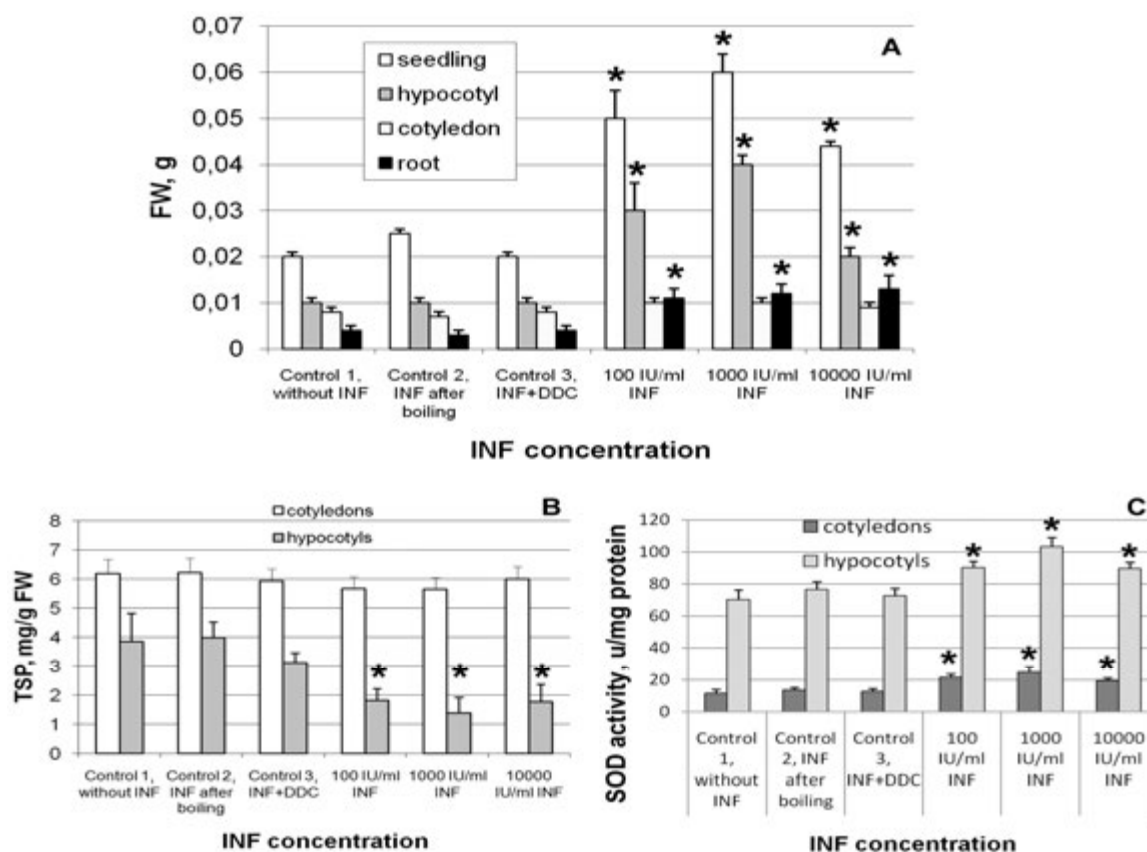 A
seedling
hypocotyl
cotyledon
root
FW, g
0,07
0,06
0,05
0,04
0,03
0,02
0,01
0
* * * * * * * * *
Control 1, without INF
Control 2, INF after boiling
Control 3, INF+DDC
100 IU/ml INF
1000 IU/ml INF
10000 IU/ml INF
INF concentration
B
cotyledons
hypocotyls
TSP, mg/g FW
8
7
6
5
4
3
2
1
0
* * *
Control 1, without INF
Control 2, INF after boiling
Control 3, INF+DDC
100 IU/ml INF
1000 IU/ml INF
10000 IU/ml INF
INF concentration
C
cotyledons
hypocotyls
SOD activity, u/mg protein
120
100
80
60
40
20
0
* * * * * *
Control 1, without INF
Control 2, INF after boiling
Control 3, INF+DDC
100 IU/ml INF
1000 IU/ml INF
10000 IU/ml INF
INF concentration